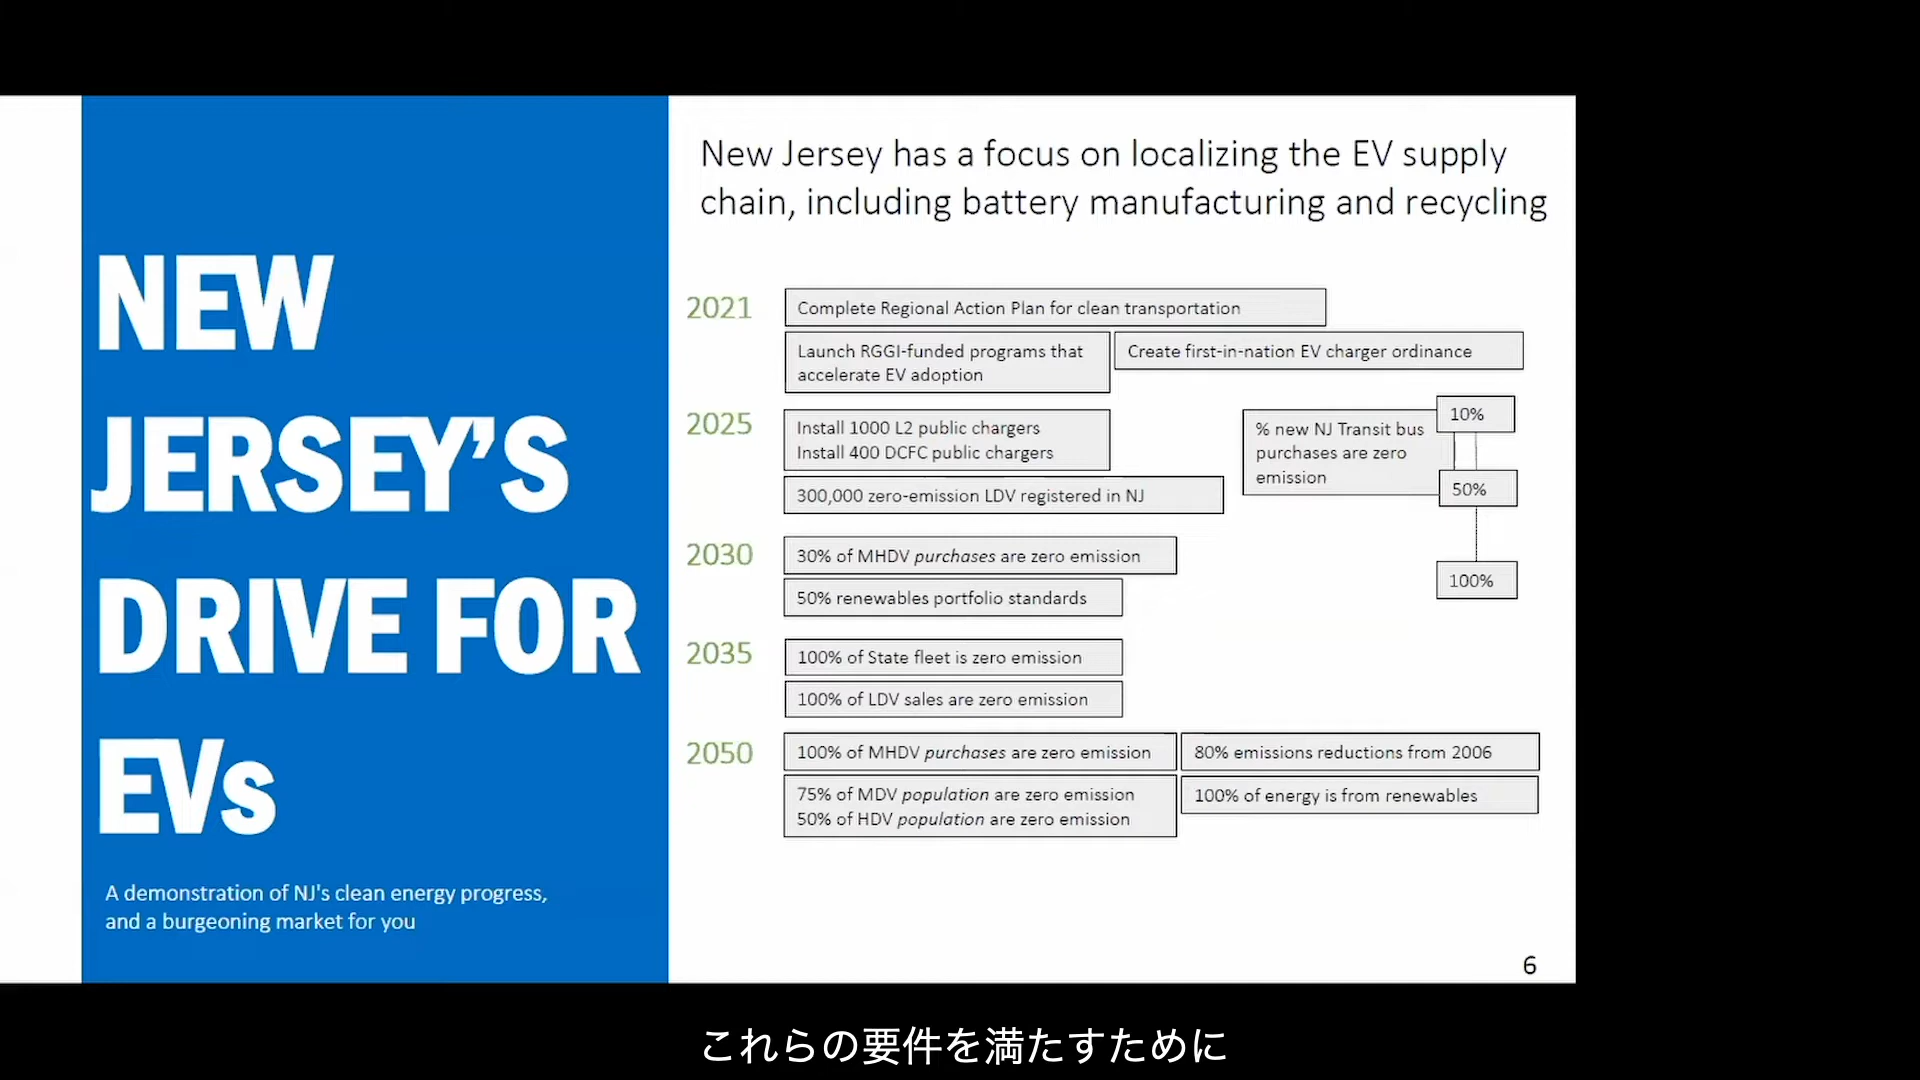 NEW
JERSEY’S
DRIVE FOR
EVs
A demonstration of NJ's clean energy progress,
and a burgeoning market for you
New Jersey has a focus on localizing the EV supply
chain, including battery manufacturing and recycling
2021
Complete Regional Action Plan for clean transportation
Launch RGGI-funded programs that
accelerate EV adoption
Create first-in-nation EV charger ordinance
2025
Install 1000 L2 public chargers
Install 400 DCFC public chargers
300,000 zero-emission LDV registered in NJ
% new NJ Transit bus
purchases are zero
emission
10%
50%
100%
2030
30% of MHDV purchases are zero emission
50% renewables portfolio standards
2035
100% of State fleet is zero emission
100% of LDV sales are zero emission
2050
100% of MHDV purchases are zero emission
75% of MDV population are zero emission
50% of HDV population are zero emission
80% emissions reductions from 2006
100% of energy is from renewables
6
これらの要件を満たすために